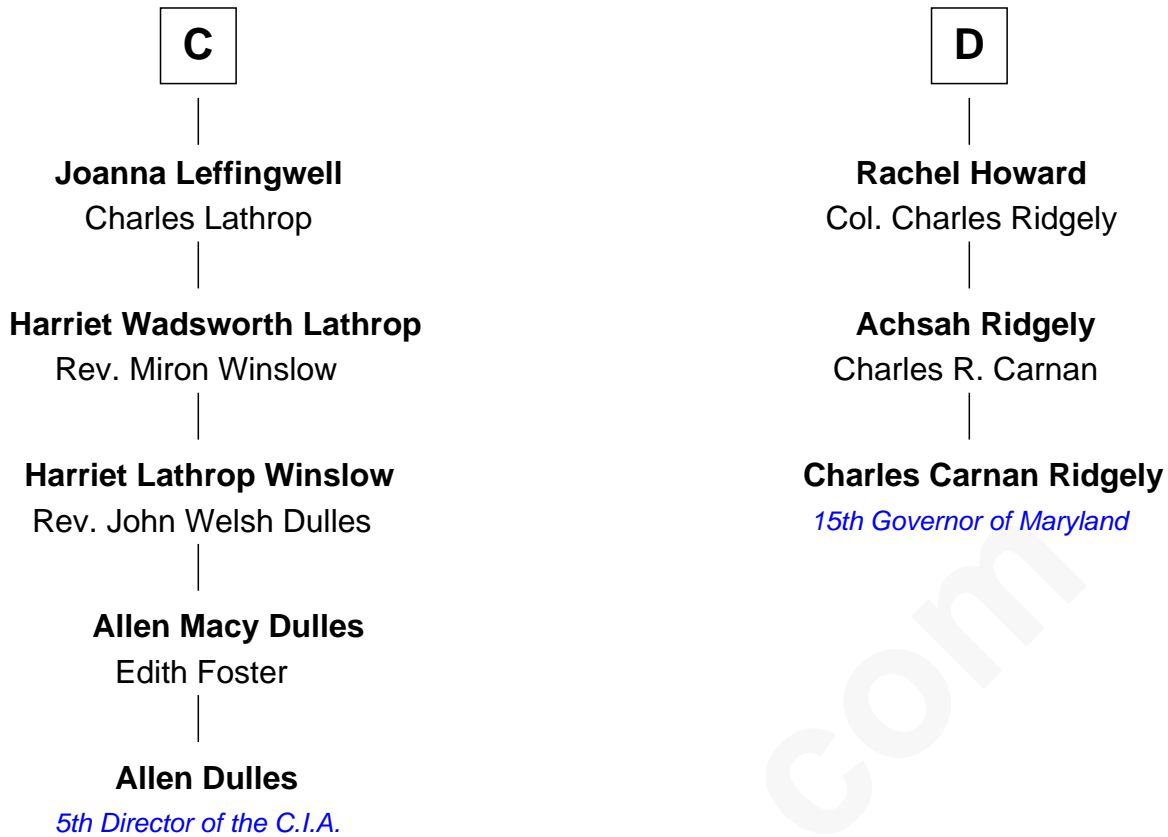 C
Joanna Leffingwell
Charles Lathrop
Harriet Wadsworth Lathrop
Rev. Miron Winslow
Harriet Lathrop Winslow
Rev. John Welsh Dulles
Allen Macy Dulles
Edith Foster
Allen Dulles
5th Director of the C.I.A.
D
Rachel Howard
Col. Charles Ridgely
Achsah Ridgely
Charles R. Carnan
Charles Carnan Ridgely
15th Governor of Maryland
com